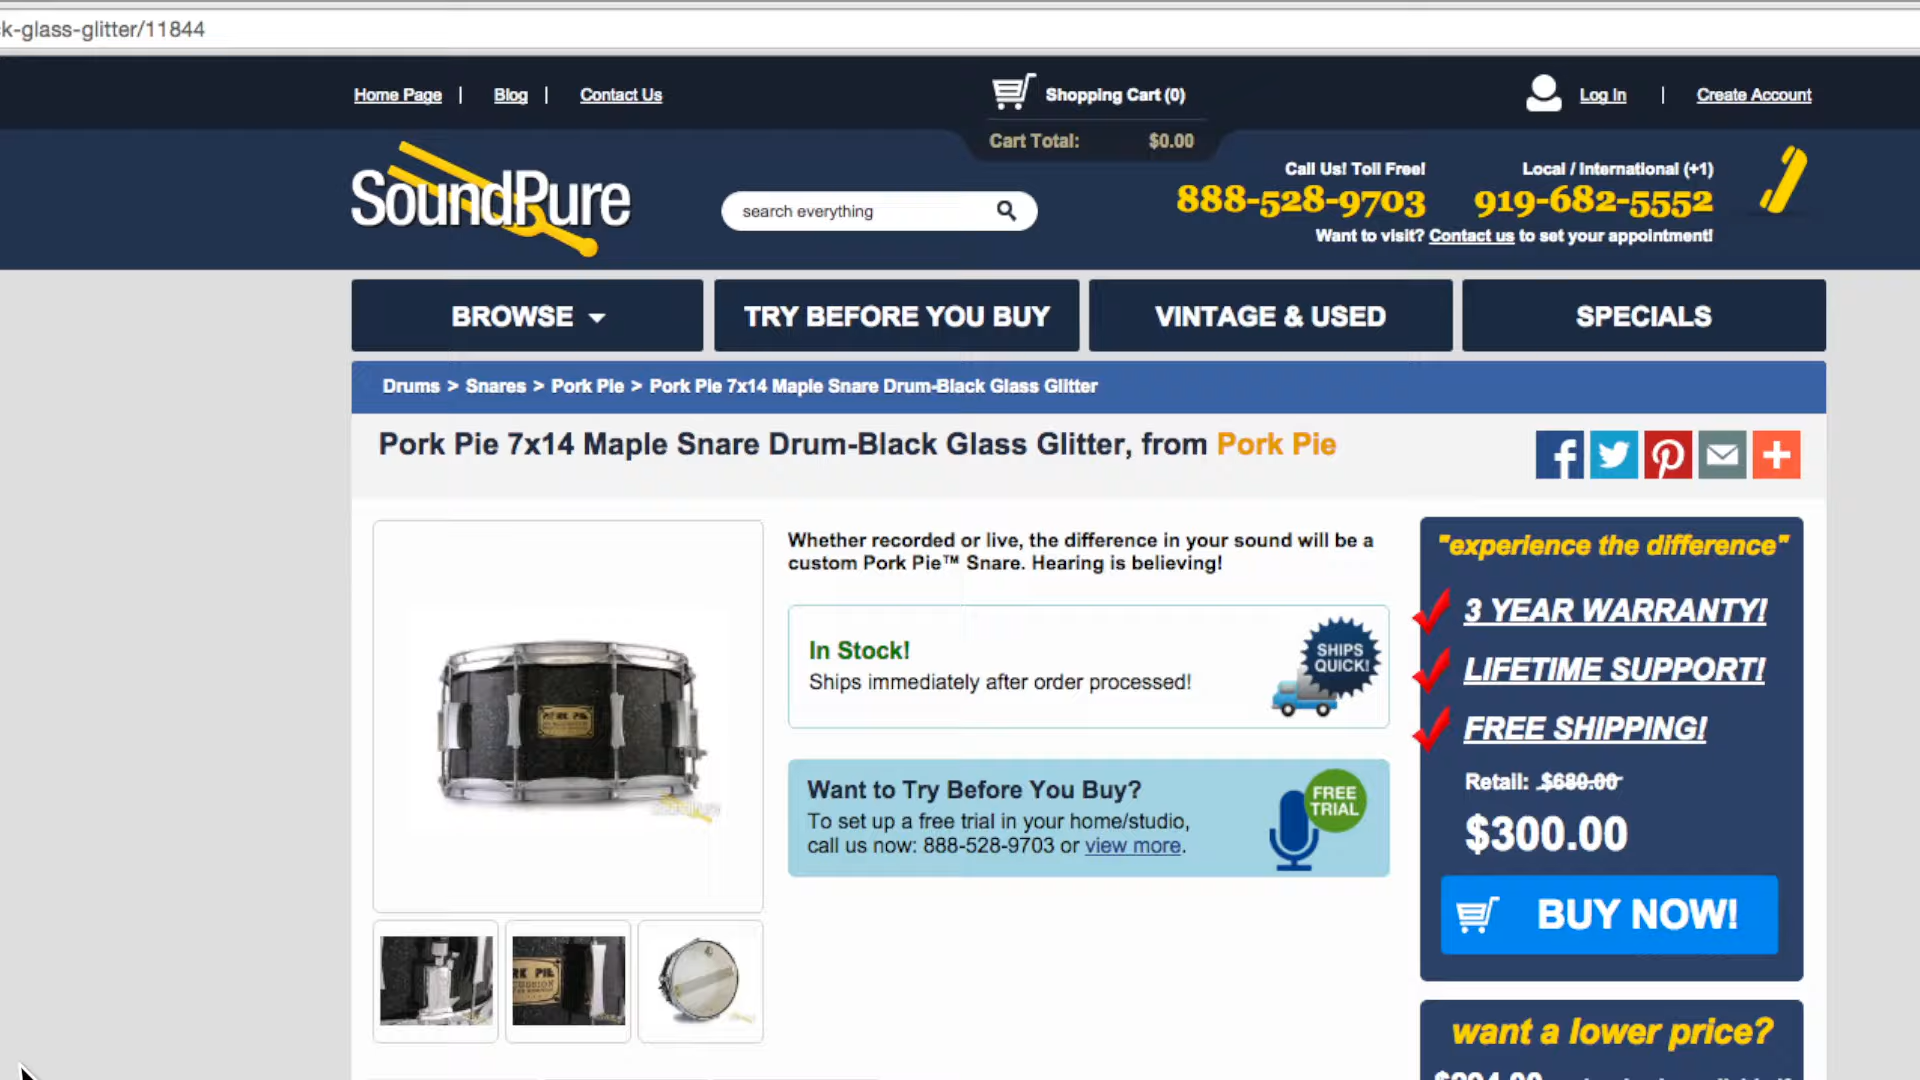 k-glass-glitter/11844
Home Page | Blog | Contact Us
Shopping Cart (0)
Log In | Create Account
Cart Total: $0.00
SoundPure
search everything
Call Us! Toll Free!
888-528-9703
Local / International (+1)
919-682-5552
Want to visit? Contact us to set your appointment!
BROWSE
TRY BEFORE YOU BUY
VINTAGE & USED
SPECIALS
Drums > Snares > Pork Pie > Pork Pie 7x14 Maple Snare Drum-Black Glass Glitter
Pork Pie 7x14 Maple Snare Drum-Black Glass Glitter, from Pork Pie
Whether recorded or live, the difference in your sound will be a
custom Pork Pie™ Snare. Hearing is believing!
In Stock!
Ships immediately after order processed!
SHIPS
QUICK!
Want to Try Before You Buy?
To set up a free trial in your home/studio,
call us now: 888-528-9703 or view more.
FREE
TRIAL
"experience the difference"
3 YEAR WARRANTY!
LIFETIME SUPPORT!
FREE SHIPPING!
Retail: $680.00
$300.00
BUY NOW!
want a lower price?
PORK PIE
SoundPure
RK PIE